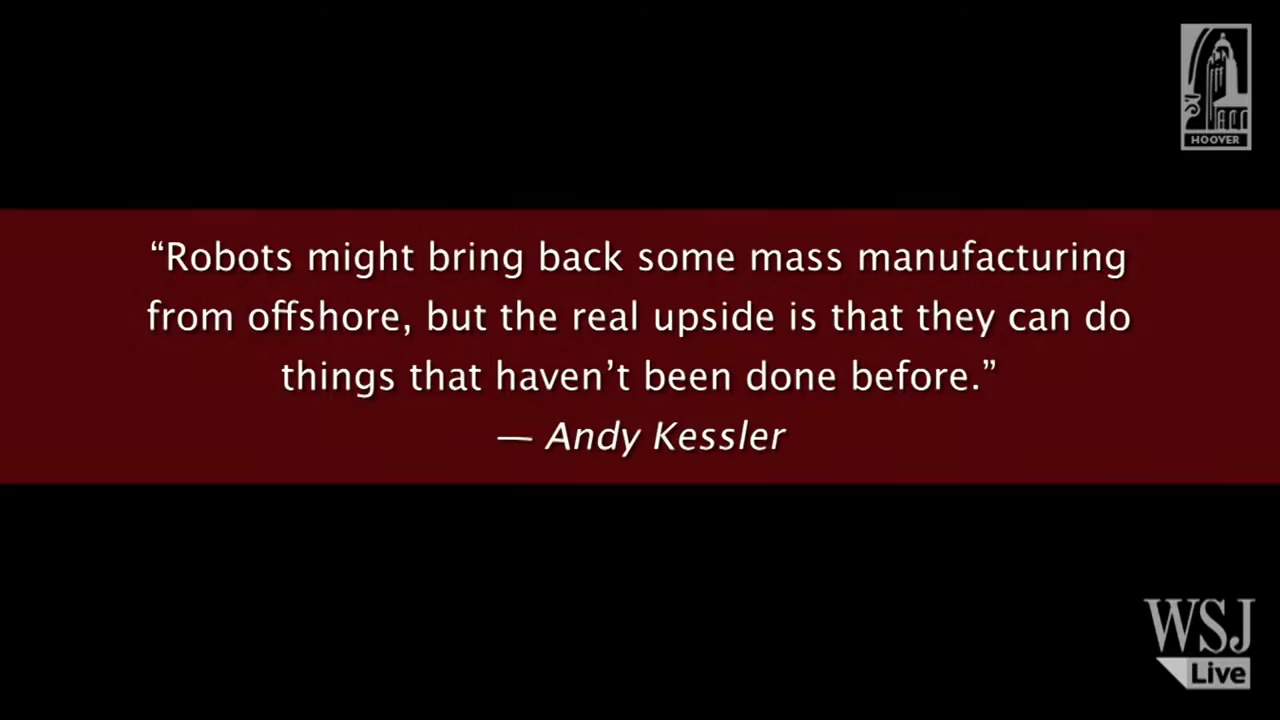 HOOVER
“Robots might bring back some mass manufacturing
from offshore, but the real upside is that they can do
things that haven’t been done before.”
— Andy Kessler
WSJ
Live